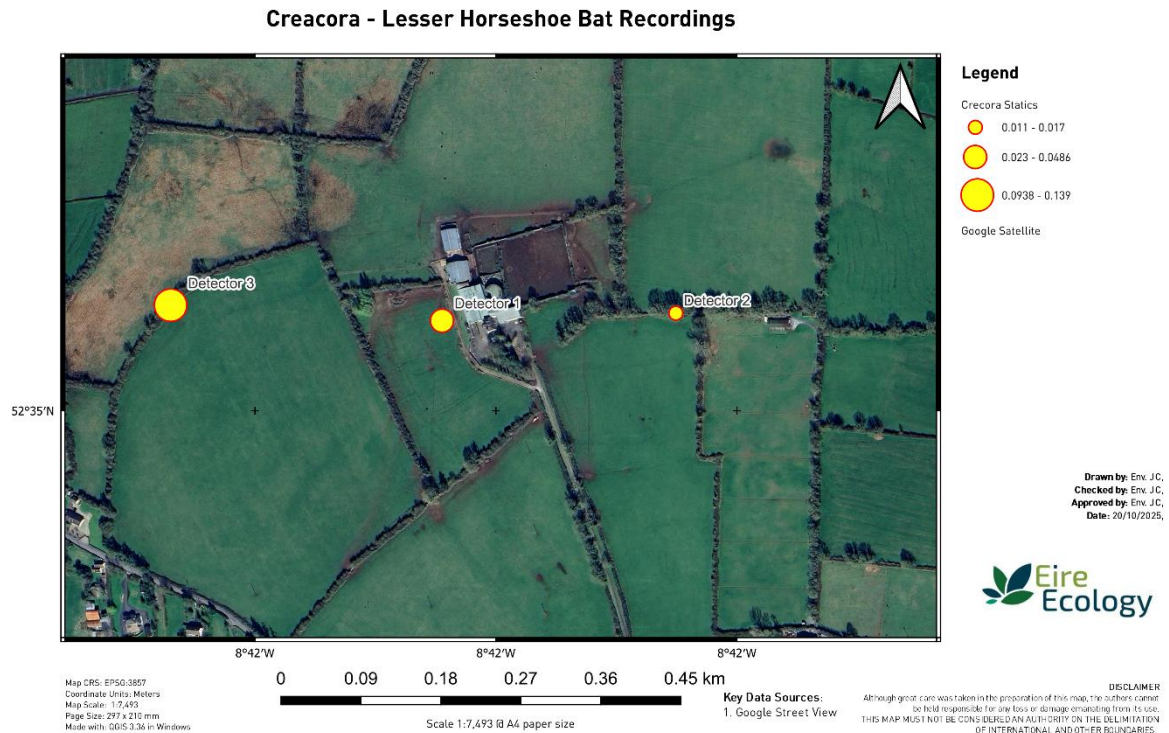 Creacora - Lesser Horseshoe Bat Recordings
Legend
Crecora Statics
0.011 - 0.017
0.023 - 0.0486
0.0938 - 0.139
Google Satellite
Detector 3
Detector 1
Detector 2
52°35'N
8°42'W
8°42'W
8°42'W
Drawn by: Env. JC,
Checked by: Env. JC,
Approved by: Env. JC,
Date: 20/10/2025,
Eire
Ecology
Map CRS: EPSG:3857
Coordinate Units: Meters
Map Scale: 1:7,493
Page Size: 297 x 210 mm
Made with: QGIS 3.36 in Windows
0 0.09 0.18 0.27 0.36 0.45 km
Scale 1:7,493 @ A4 paper size
Key Data Sources:
1. Google Street View
DISCLAIMER
Although great care was taken in the preparation of this map, the authors cannot
be held responsible for any loss or damage emanating from its use.
THIS MAP MUST NOT BE CONSIDERED AN AUTHORITY ON THE DELIMITATION
OF INTERNATIONAL AND OTHER BOUNDARIES.